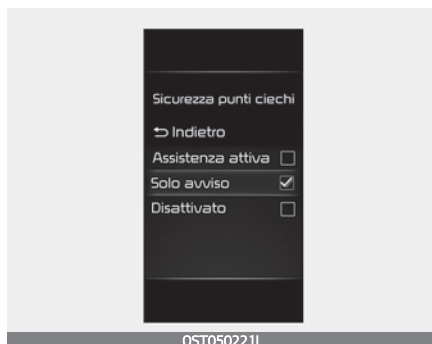 Sicurezza punti ciechi
⮌ Indietro
Assistenza attiva
Solo avviso
Disattivato
OST050221L